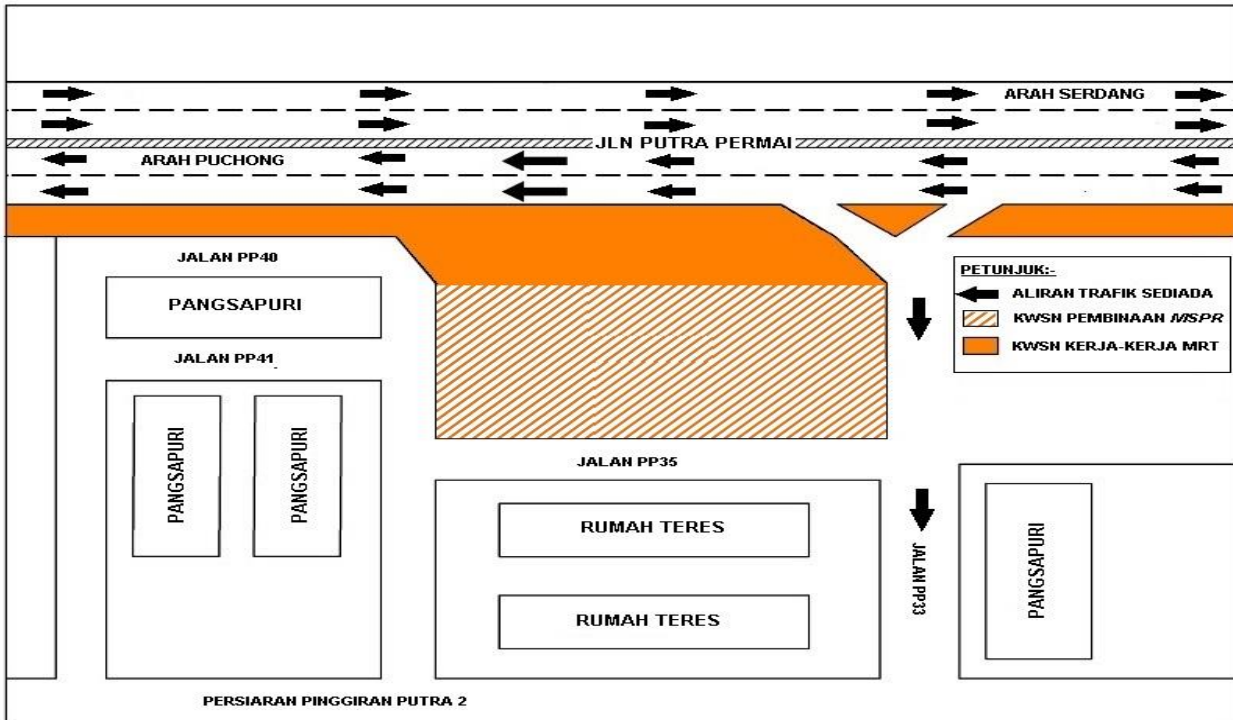 ARAH SERDANG
JLN PUTRA PERMAI
ARAH PUCHONG
JALAN PP40
PANGSAPURI
JALAN PP41
PANGSAPURI
PANGSAPURI
PETUNJUK:-
ALIRAN TRAFIK SEDIADA
KWSN PEMBINAAN MSPR
KWSN KERJA-KERJA MRT
JALAN PP35
RUMAH TERES
RUMAH TERES
JALAN PP33
PANGSAPURI
PERSIARAN PINGGIRAN PUTRA 2